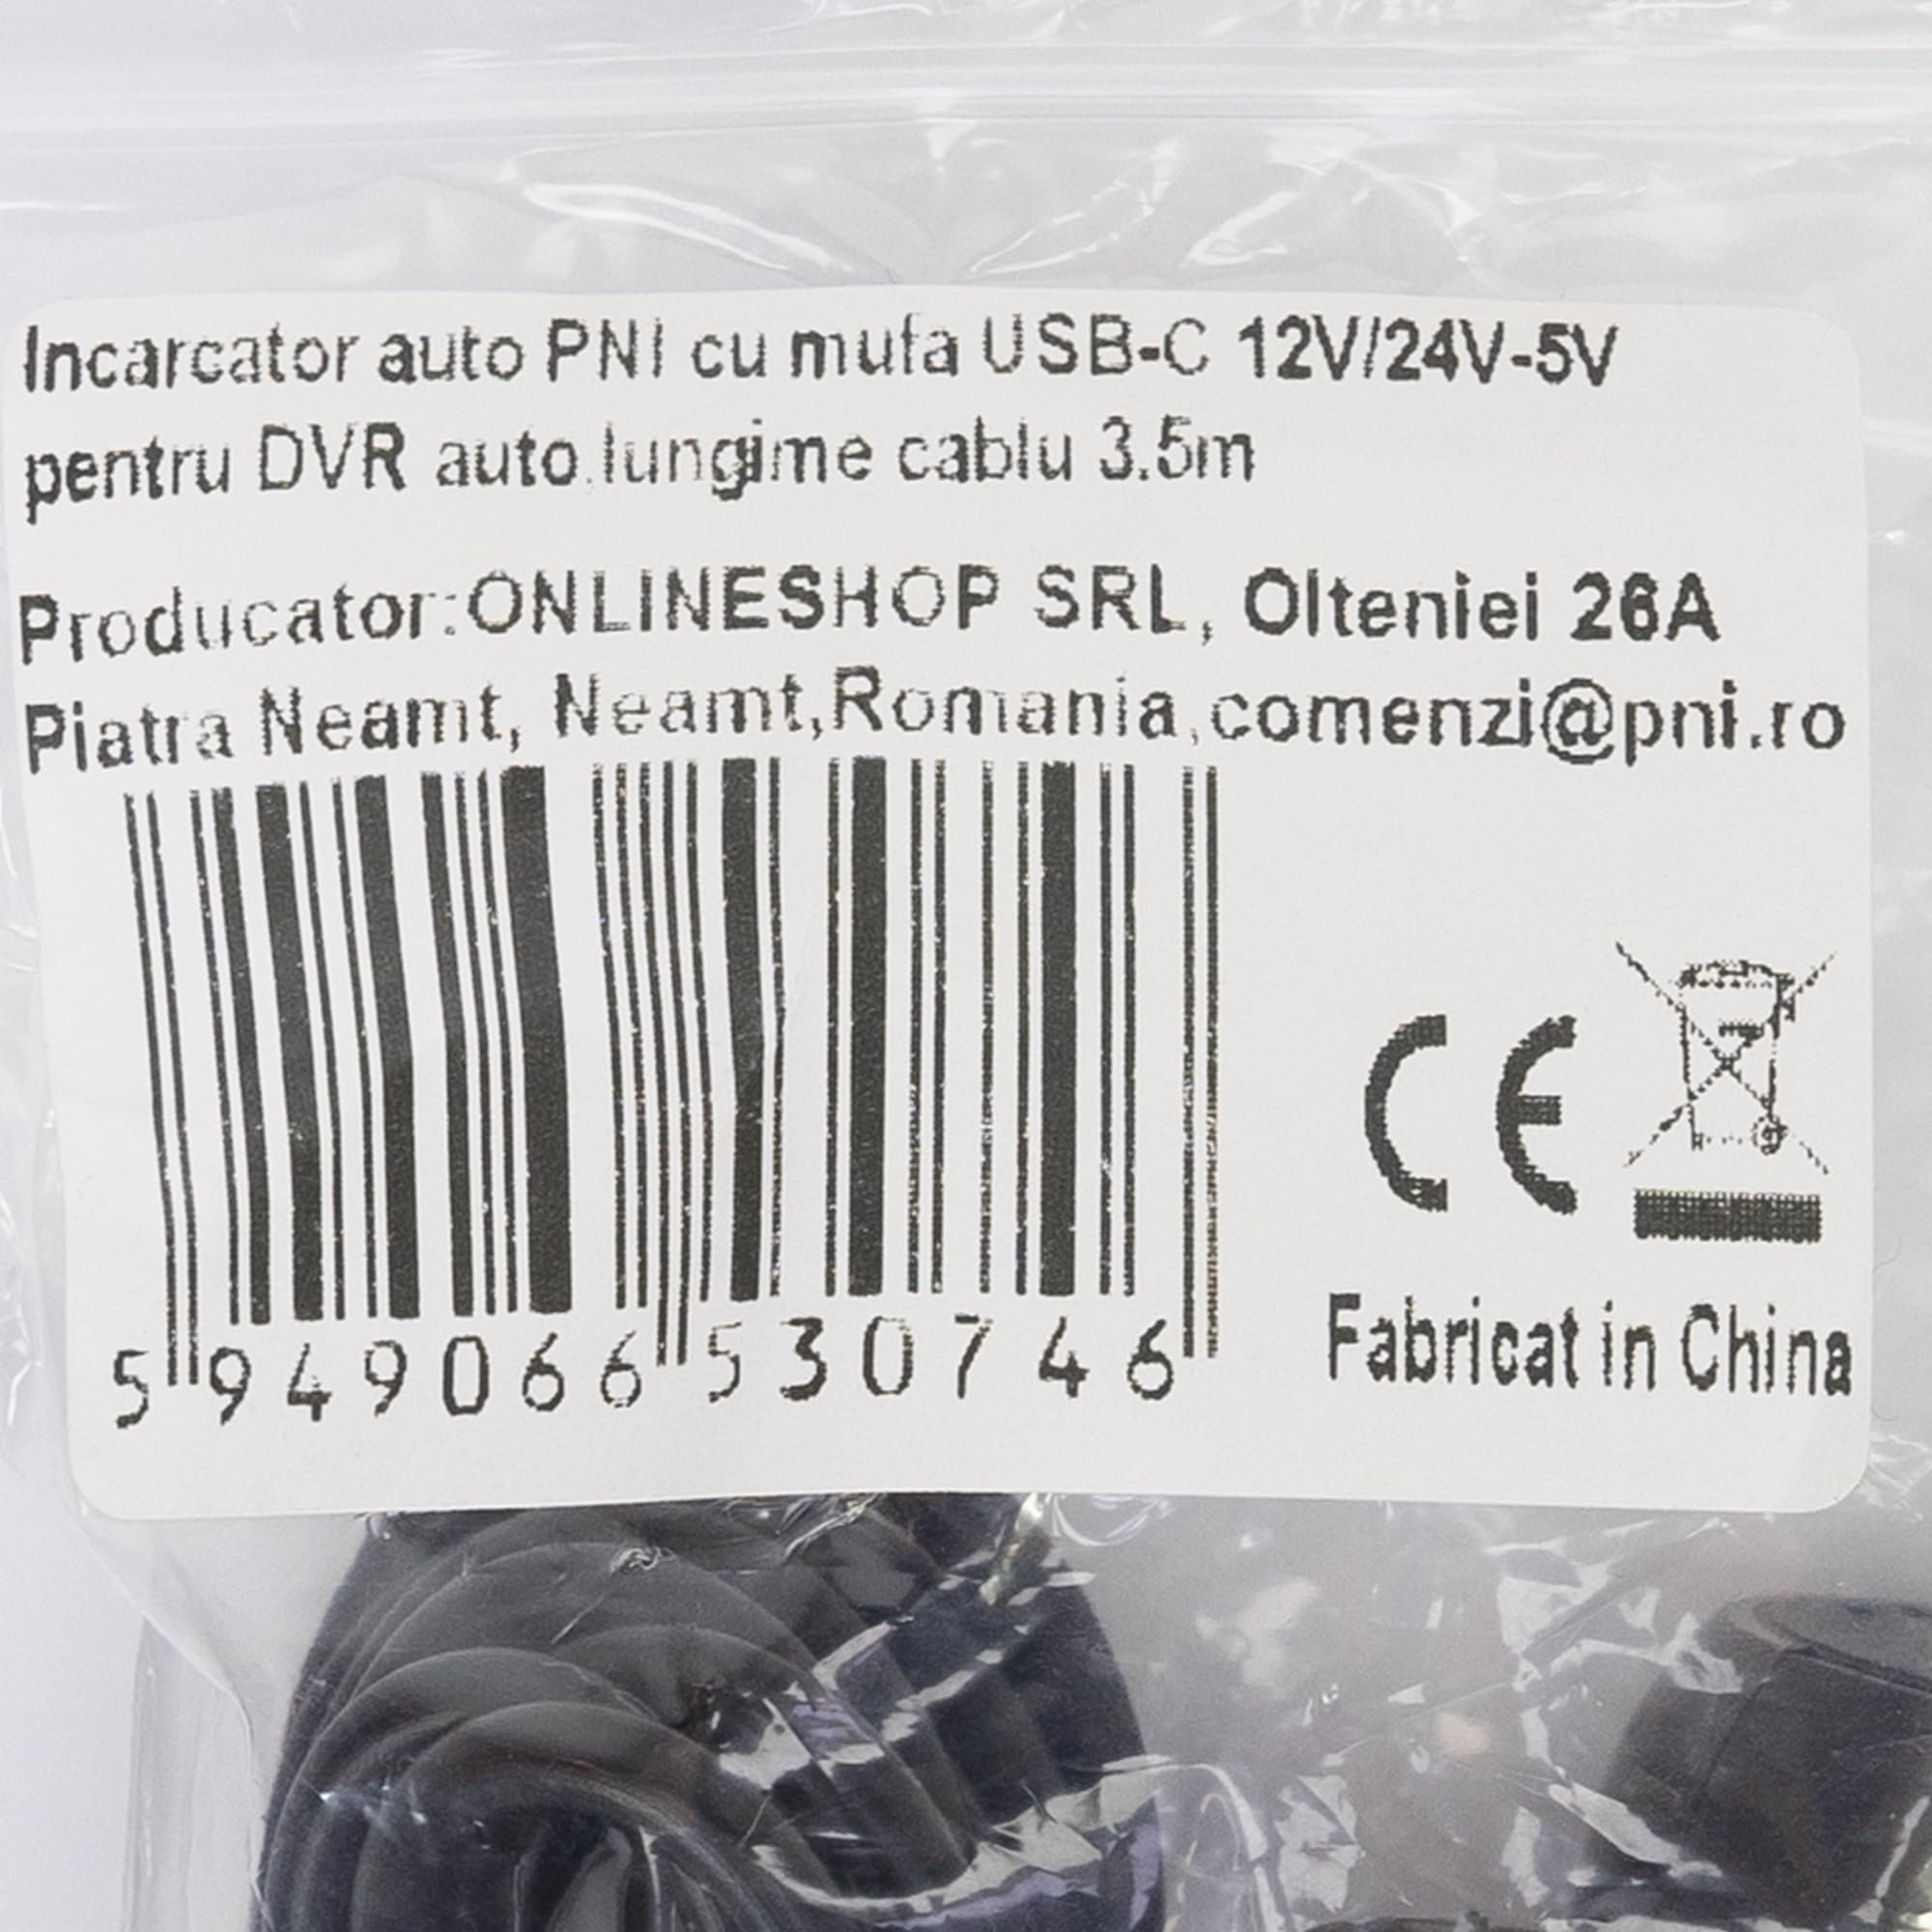 Incarcator auto PNI cu mufa USB-C 12V/24V-5V
pentru DVR auto,lungime cablu 3.5m
Producator:ONLINESHOP SRL, Olteniei 26A
Piatra Neamt, Neamt,Romania,comenzi@pni.ro
CE
5 949066 530746
Fabricat in China